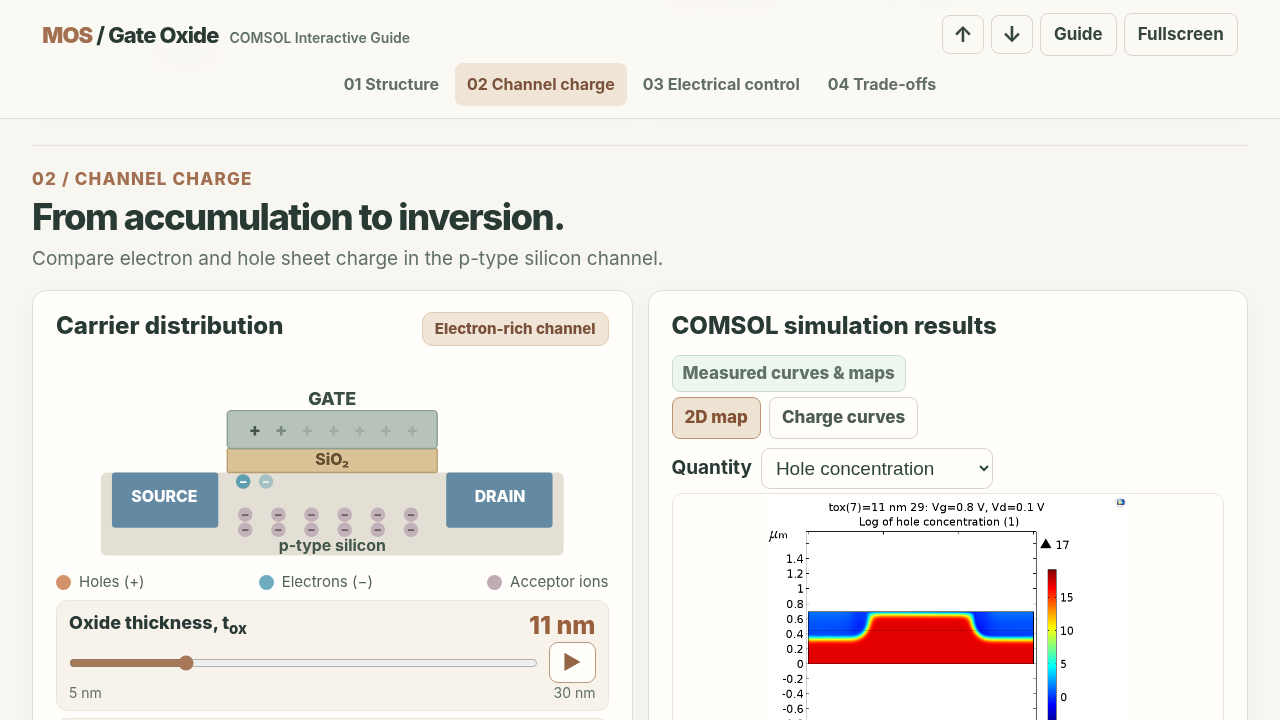 MOS / Gate Oxide COMSOL Interactive Guide
↑ ↓ Guide Fullscreen
01 Structure 02 Channel charge 03 Electrical control 04 Trade-offs
02 / CHANNEL CHARGE
From accumulation to inversion.
Compare electron and hole sheet charge in the p-type silicon channel.
Carrier distribution
Electron-rich channel
GATE
+ + + + + + +
SiO₂
SOURCE
DRAIN
p-type silicon
Holes (+) Electrons (−) Acceptor ions
Oxide thickness, tox
11 nm
5 nm
30 nm
COMSOL simulation results
Measured curves & maps
2D map Charge curves
Quantity Hole concentration
tox(7)=11 nm 29: Vg=0.8 V, Vd=0.1 V
Log of hole concentration (1)
μm
1.4
1.2
1
0.8
0.6
0.4
0.2
0
-0.2
-0.4
-0.6
▲ 17
15
10
5
0